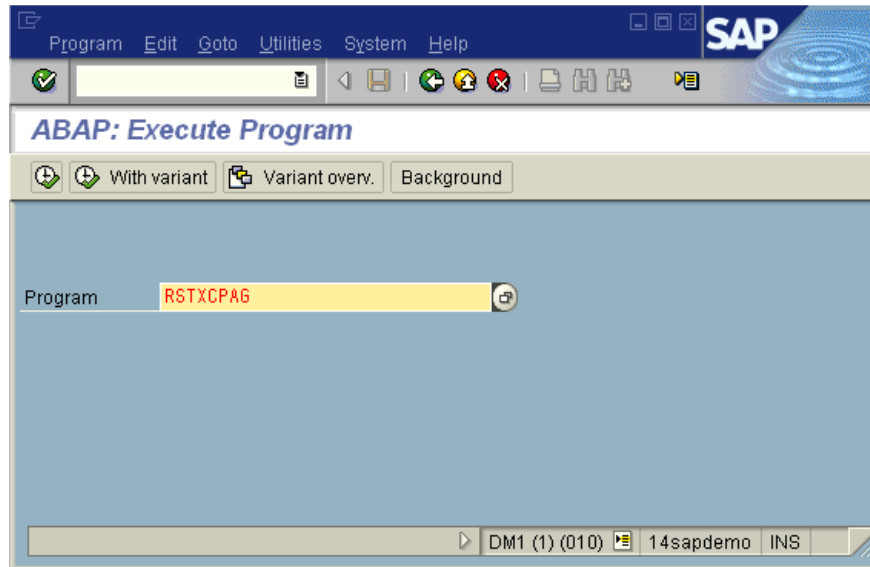 Program Edit Goto Utilities System Help
SAP
ABAP: Execute Program
With variant Variant overv. Background
Program RSTXCPAG
DM1 (1) (010) 14sapdemo INS